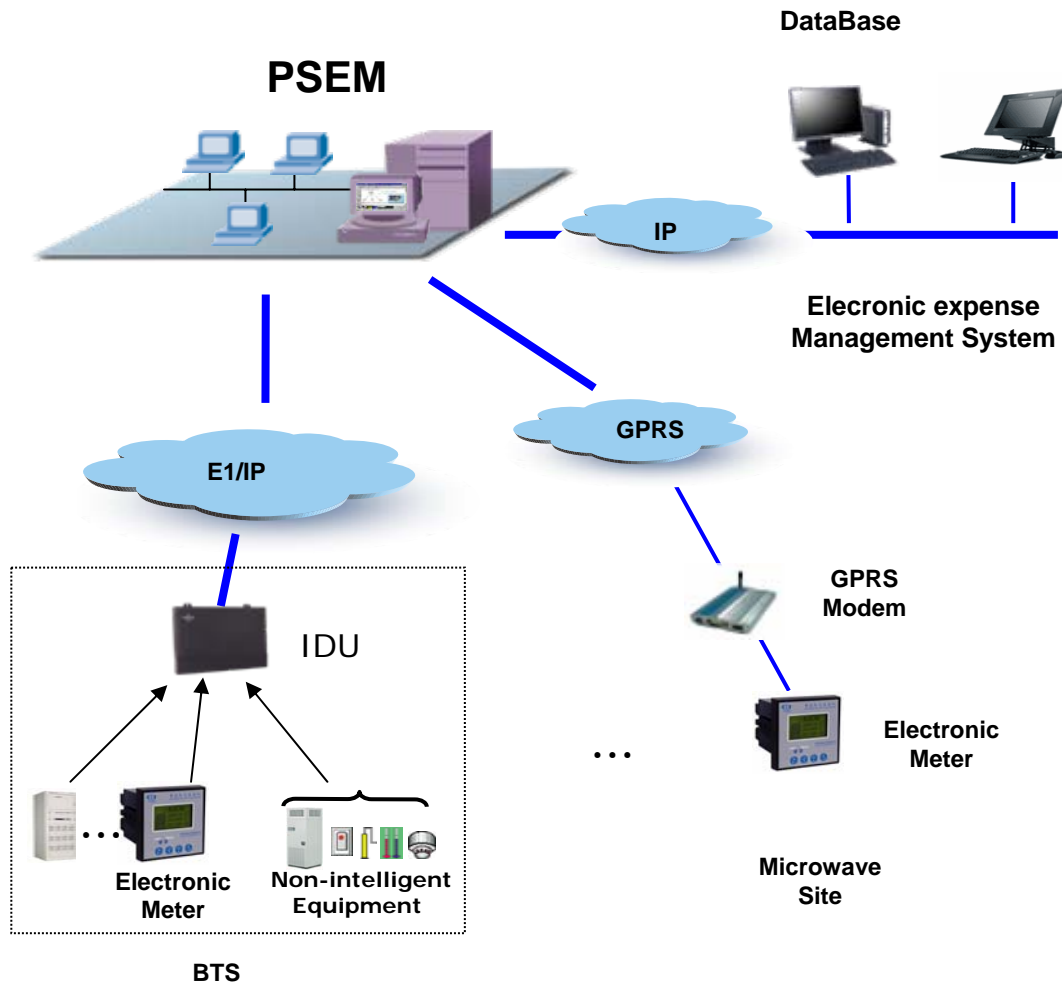 DataBase
PSEM
IP
Elecronic expense
Management System
GPRS
E1/IP
GPRS
Modem
IDU
Electronic
Meter
...
...
Electronic
Meter
Non-intelligent
Equipment
Microwave
Site
BTS